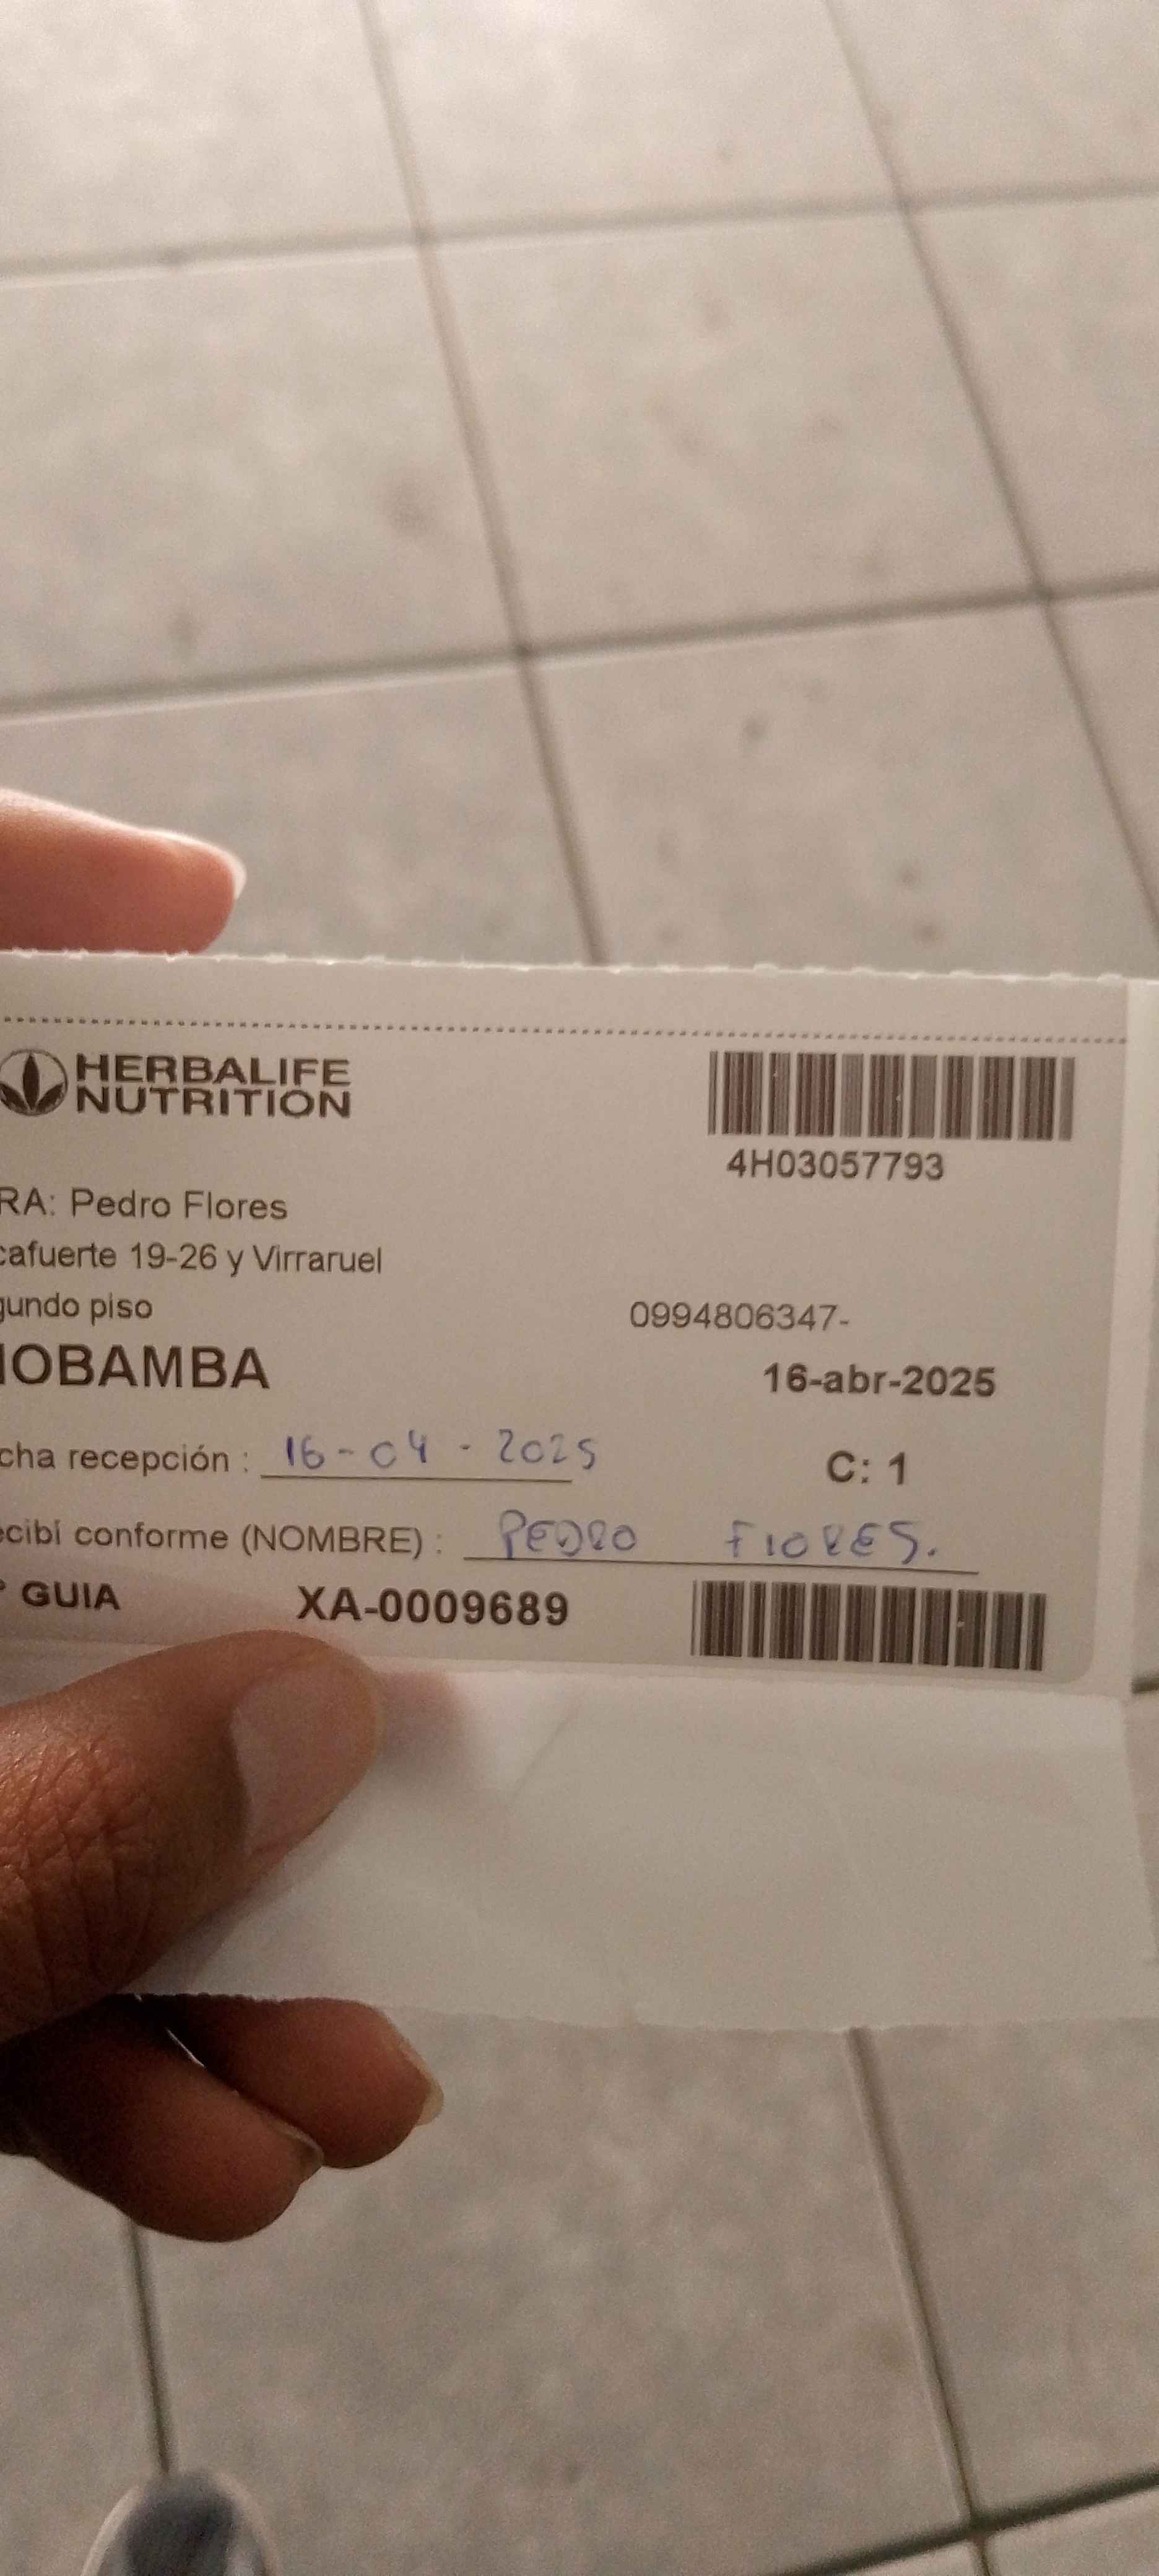 HERBALIFE
NUTRITION
4H03057793
RA: Pedro Flores
cafuerte 19-26 y Virraruel
gundo piso
0994806347-
IOBAMBA
16-abr-2025
cha recepción : 16-04-2025
C: 1
ecibí conforme (NOMBRE) : PEDRO FLORES.
° GUIA XA-0009689